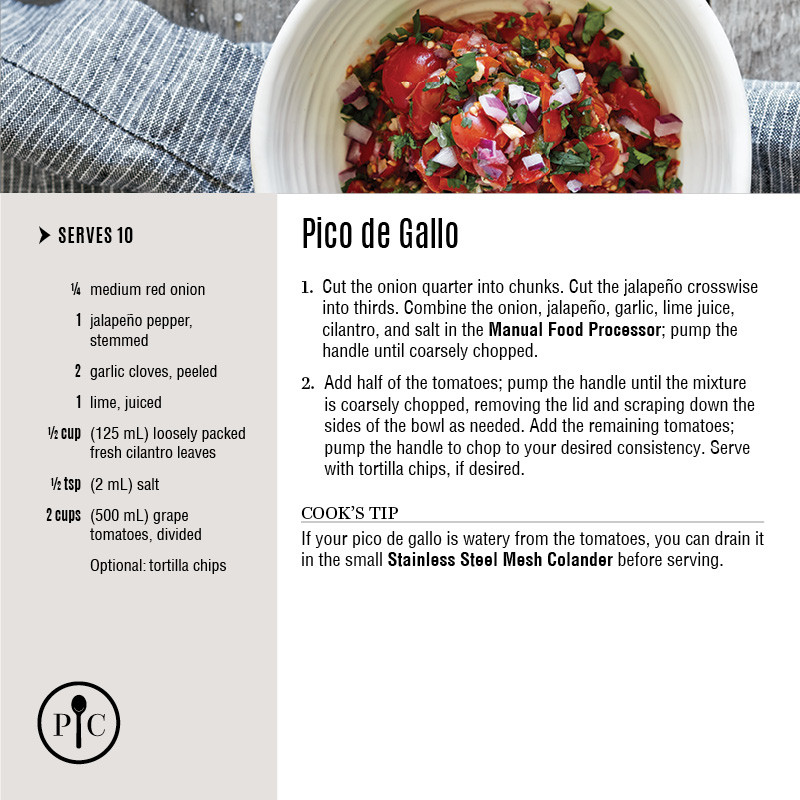 SERVES 10
¼ medium red onion
1 jalapeño pepper,
stemmed
2 garlic cloves, peeled
1 lime, juiced
½ cup (125 mL) loosely packed
fresh cilantro leaves
½ tsp (2 mL) salt
2 cups (500 mL) grape
tomatoes, divided
Optional: tortilla chips
Pico de Gallo
1. Cut the onion quarter into chunks. Cut the jalapeño crosswise
into thirds. Combine the onion, jalapeño, garlic, lime juice,
cilantro, and salt in the Manual Food Processor; pump the
handle until coarsely chopped.
2. Add half of the tomatoes; pump the handle until the mixture
is coarsely chopped, removing the lid and scraping down the
sides of the bowl as needed. Add the remaining tomatoes;
pump the handle to chop to your desired consistency. Serve
with tortilla chips, if desired.
COOK'S TIP
If your pico de gallo is watery from the tomatoes, you can drain it
in the small Stainless Steel Mesh Colander before serving.
P C